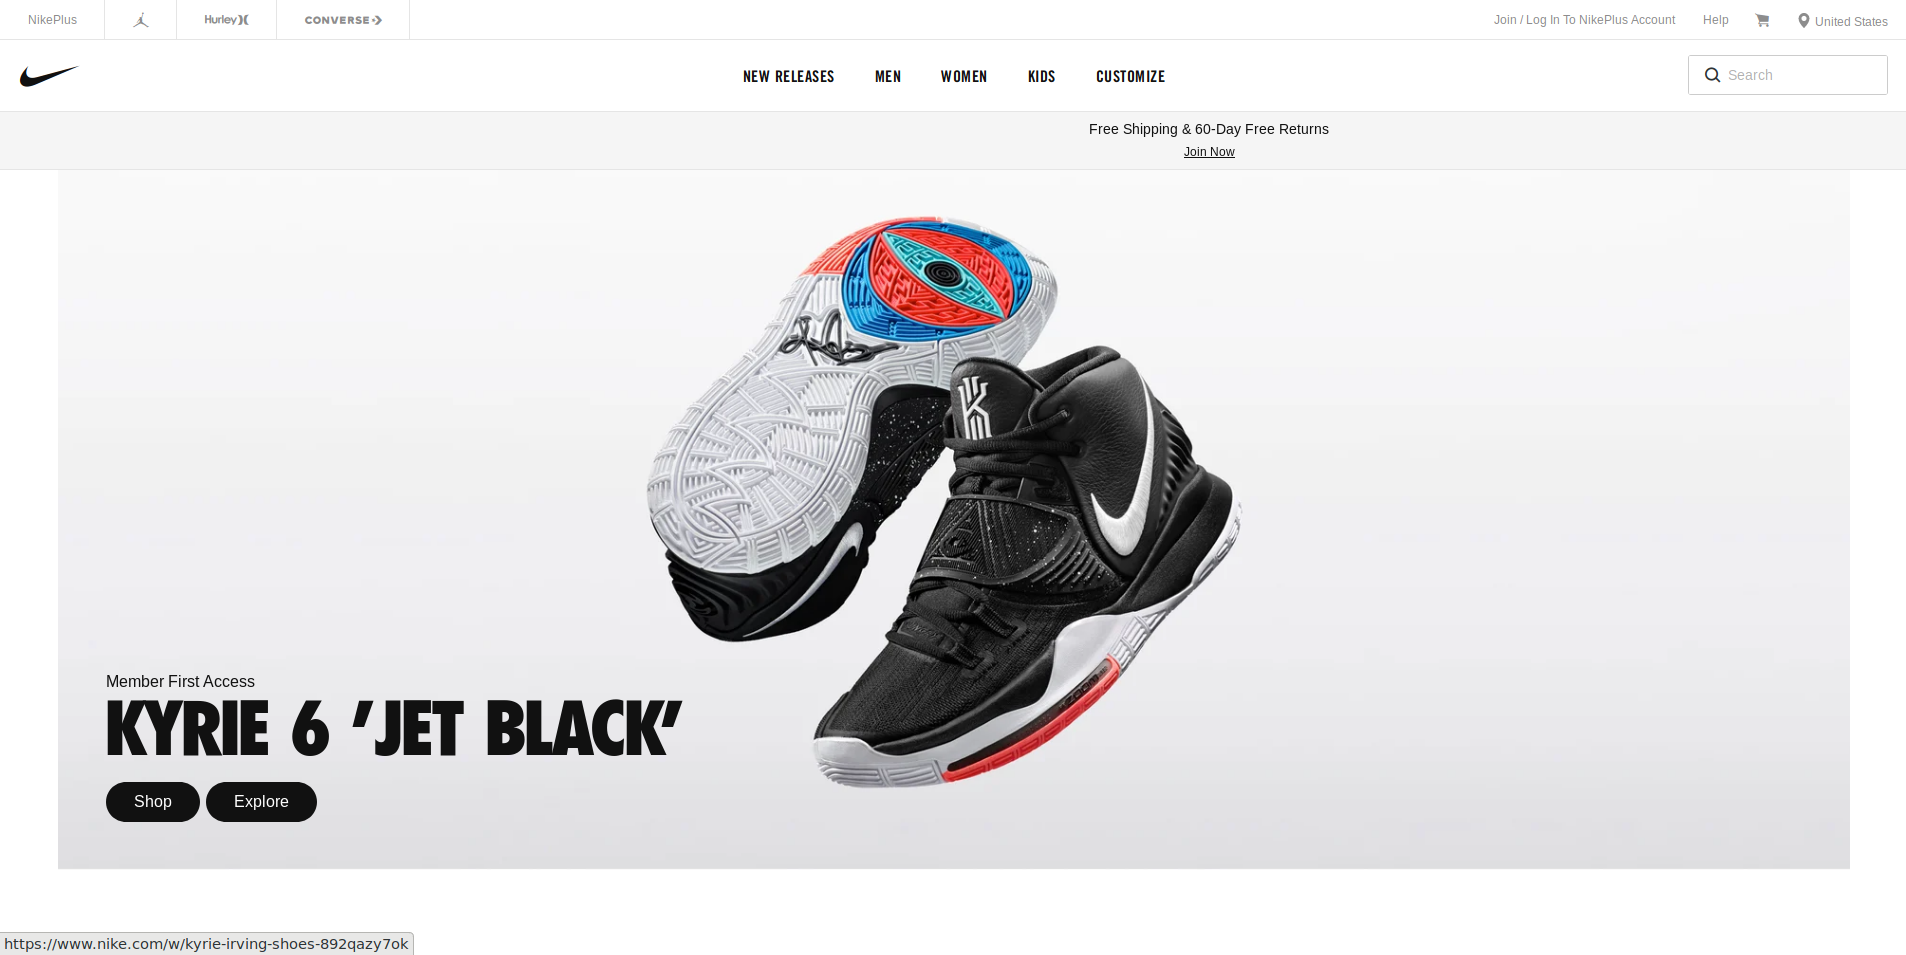 NikePlus
Hurley
CONVERSE
Join / Log In To NikePlus Account
Help
United States
NEW RELEASES
MEN
WOMEN
KIDS
CUSTOMIZE
Search
Free Shipping & 60-Day Free Returns
Join Now
Member First Access
KYRIE 6 'JET BLACK'
Shop
Explore
https://www.nike.com/w/kyrie-irving-shoes-892qazy7ok